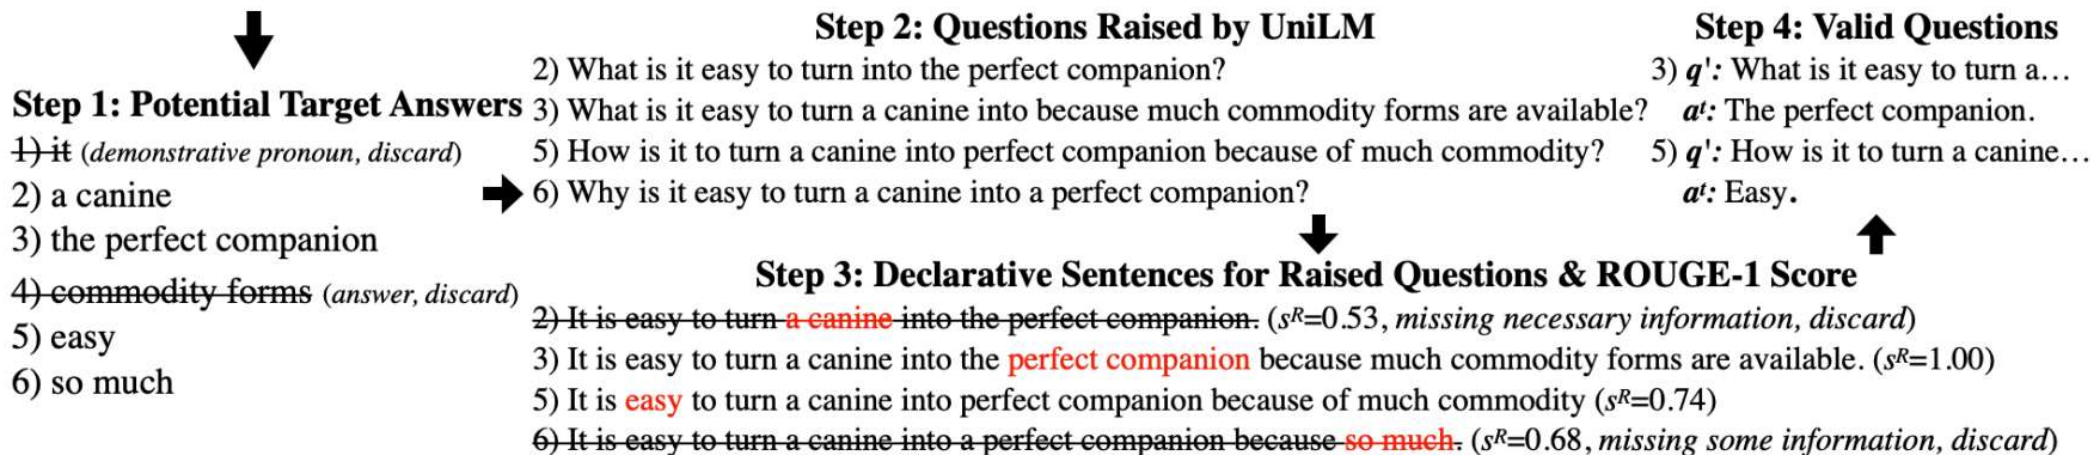 Step 1: Potential Target Answers
1) it (demonstrative pronoun, discard)
2) a canine
3) the perfect companion
4) commodity forms (answer, discard)
5) easy
6) so much
Step 2: Questions Raised by UniLM
2) What is it easy to turn into the perfect companion?
3) What is it easy to turn a canine into because much commodity forms are available?
5) How is it to turn a canine into perfect companion because of much commodity?
6) Why is it easy to turn a canine into a perfect companion?
Step 3: Declarative Sentences for Raised Questions & ROUGE-1 Score
2) It is easy to turn a canine into the perfect companion. (sᴿ=0.53, missing necessary information, discard)
3) It is easy to turn a canine into the perfect companion because much commodity forms are available. (sᴿ=1.00)
5) It is easy to turn a canine into perfect companion because of much commodity (sᴿ=0.74)
6) It is easy to turn a canine into a perfect companion because so much. (sᴿ=0.68, missing some information, discard)
Step 4: Valid Questions
3) q': What is it easy to turn a…
aᵗ: The perfect companion.
5) q': How is it to turn a canine…
aᵗ: Easy.